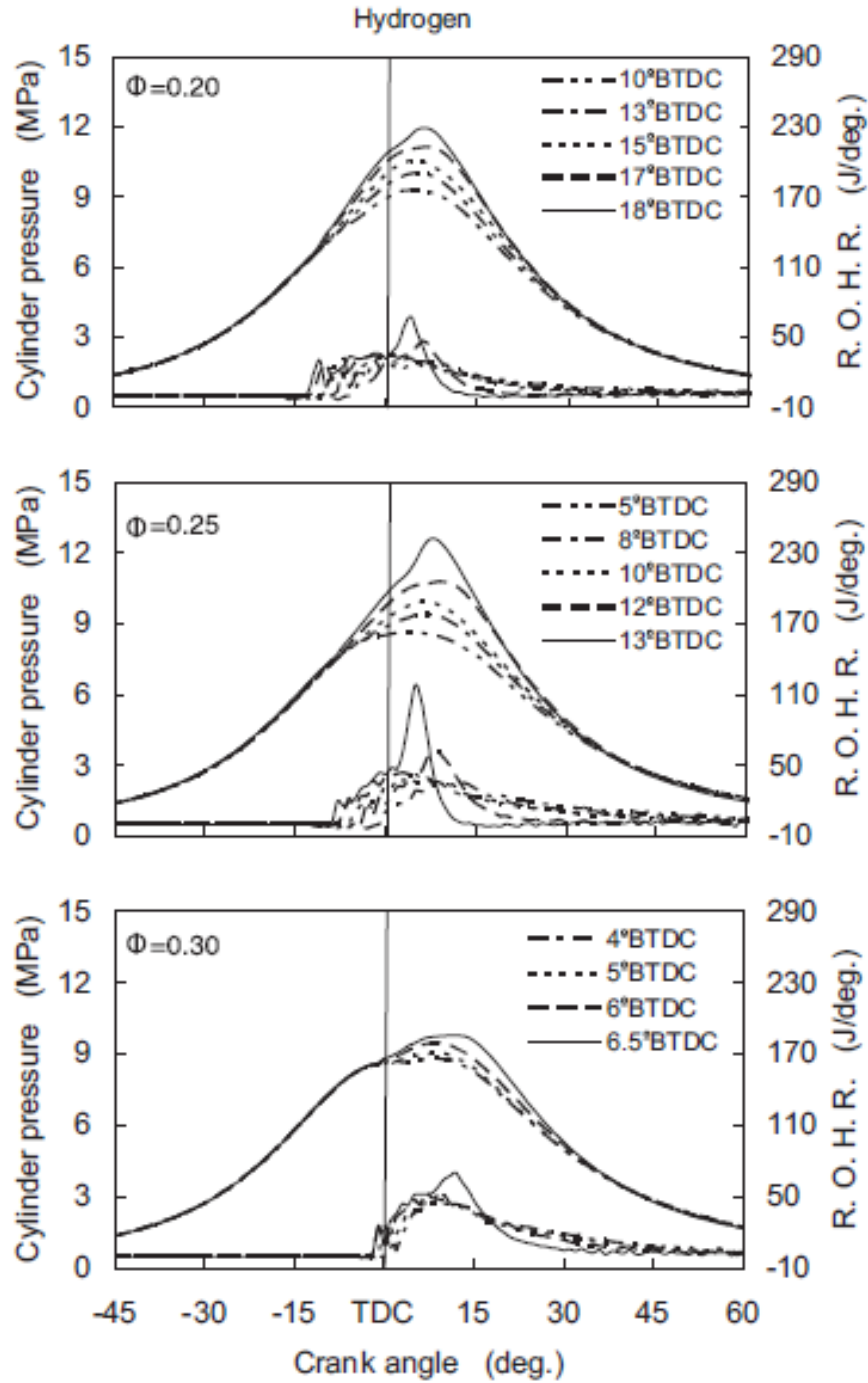 Hydrogen
Cylinder pressure (MPa)
15
12
9
6
3
0
Φ=0.20
10°BTDC
13°BTDC
15°BTDC
17°BTDC
18°BTDC
290
230
170
110
50
-10
R. O. H. R. (J/deg.)
Cylinder pressure (MPa)
15
12
9
6
3
0
Φ=0.25
5°BTDC
8°BTDC
10°BTDC
12°BTDC
13°BTDC
290
230
170
110
50
-10
R. O. H. R. (J/deg.)
Cylinder pressure (MPa)
15
12
9
6
3
0
Φ=0.30
4°BTDC
5°BTDC
6°BTDC
6.5°BTDC
290
230
170
110
50
-10
R. O. H. R. (J/deg.)
-45 -30 -15 TDC 15 30 45 60
Crank angle (deg.)